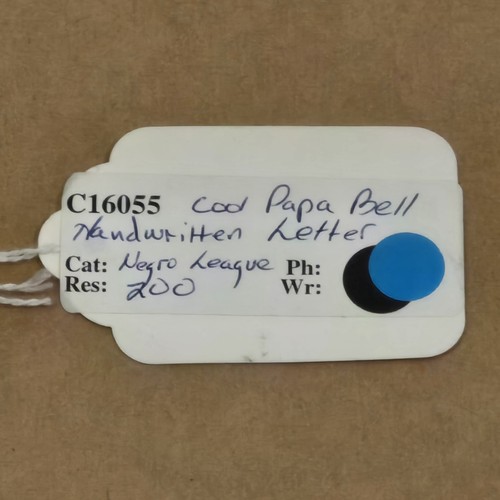 C16055 Cool Papa Bell
Handwritten Letter
Cat: Negro League Ph:
Res: 200 Wr: